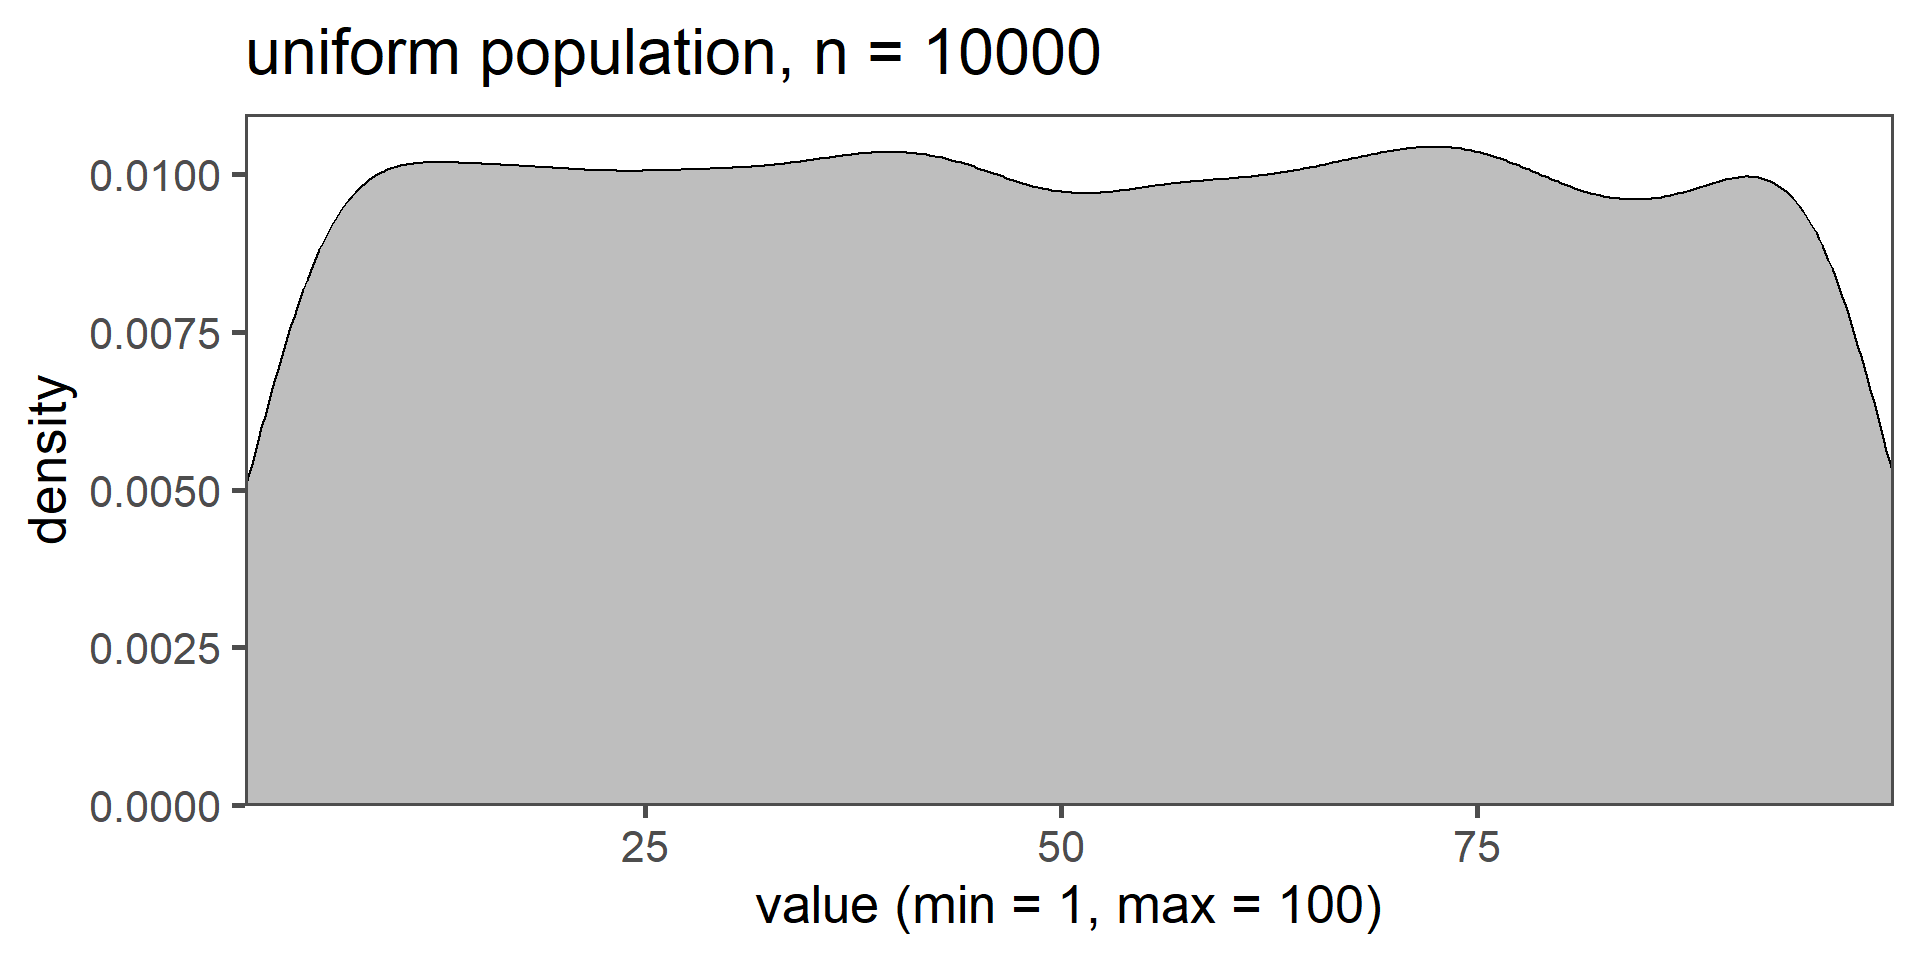 uniform population, n = 10000
density
0.0100
0.0075
0.0050
0.0025
0.0000
25
50
75
value (min = 1, max = 100)